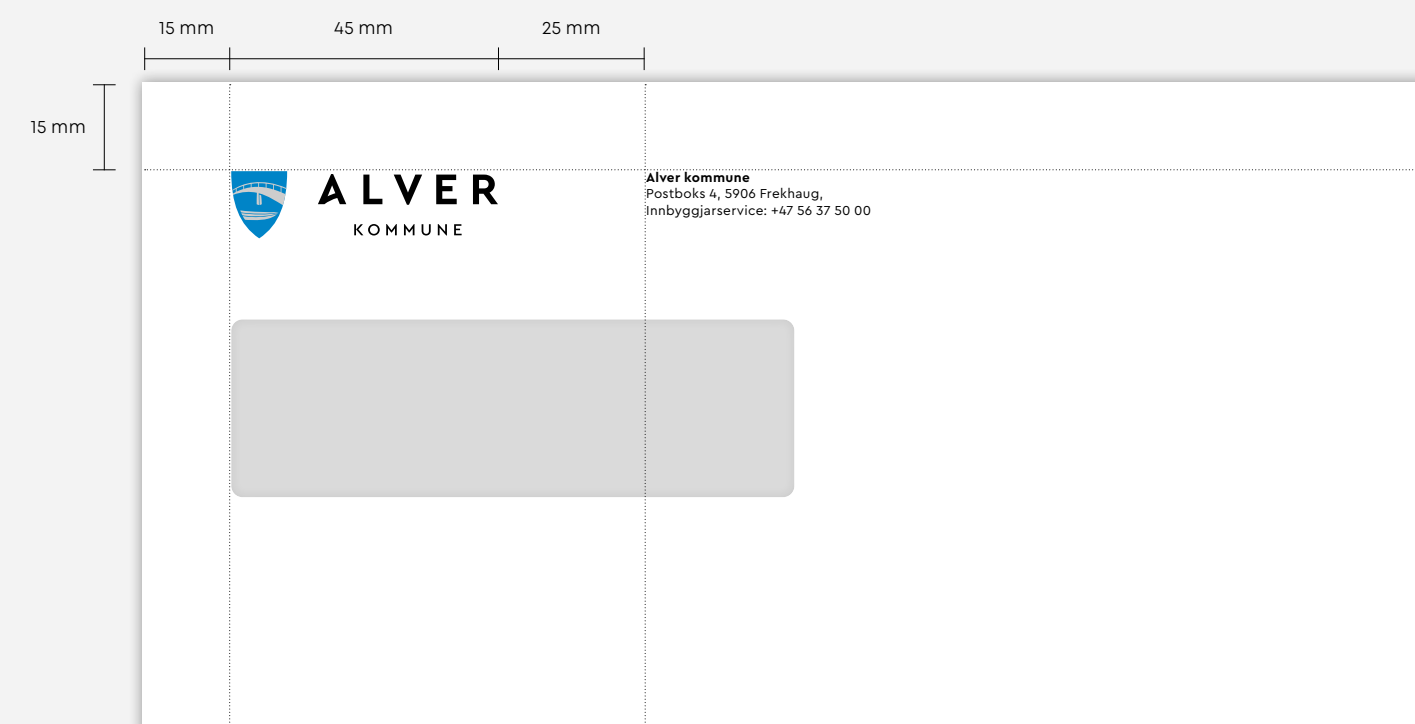 15 mm
45 mm
25 mm
15 mm
ALVER
KOMMUNE
Alver kommune
Postboks 4, 5906 Frekhaug,
Innbyggjarservice: +47 56 37 50 00